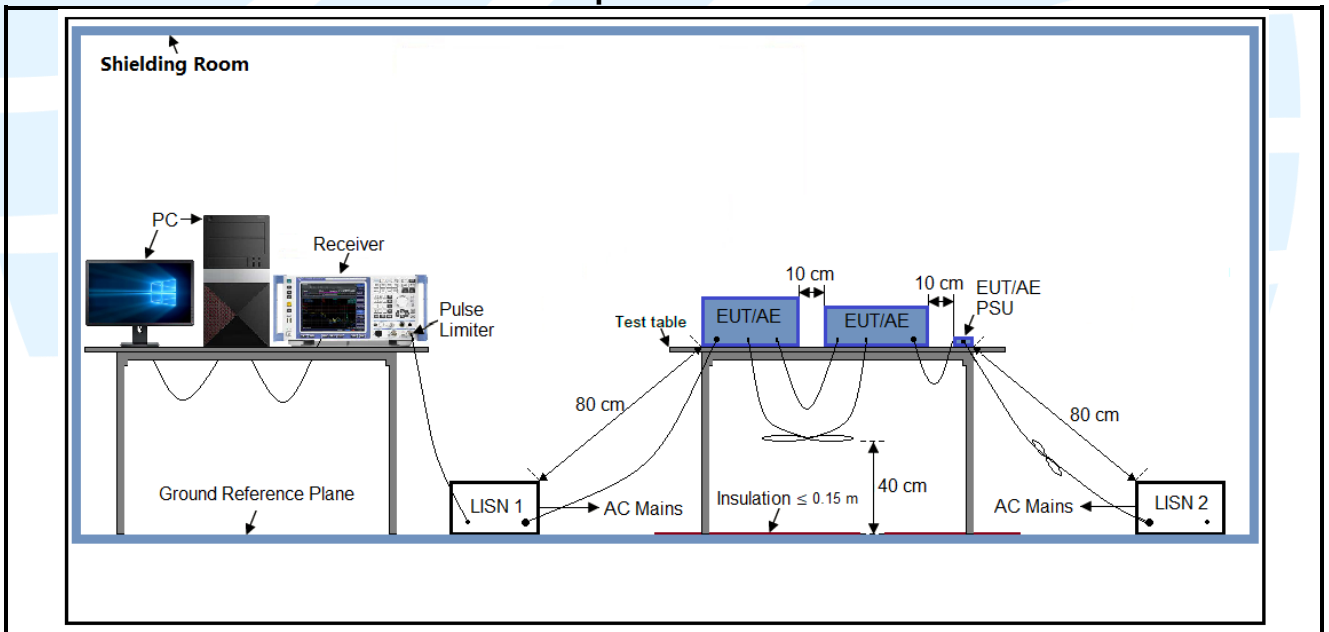 Shielding Room
PC
Receiver
Pulse
Limiter
10 cm
10 cm
EUT/AE
PSU
Test table
EUT/AE
EUT/AE
80 cm
80 cm
40 cm
Ground Reference Plane
LISN 1
AC Mains
Insulation ≤ 0.15 m
AC Mains
LISN 2